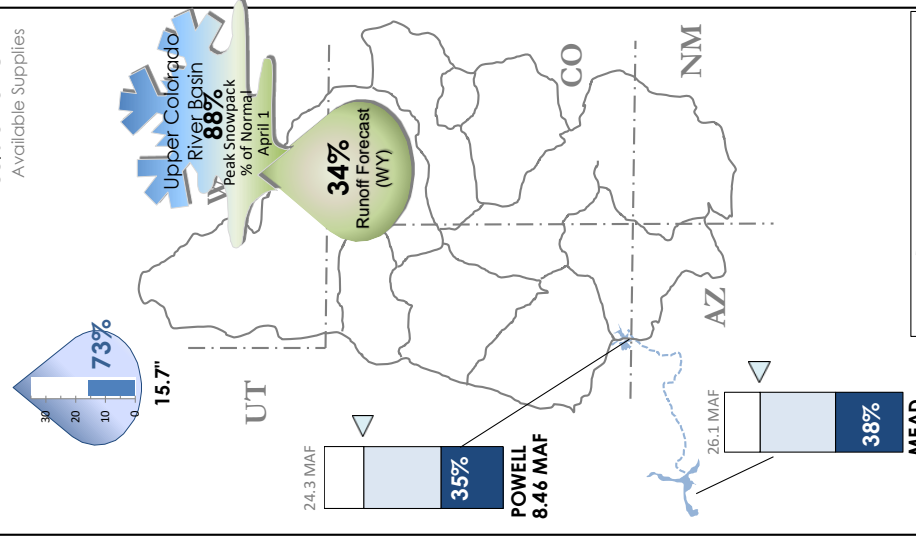 Available Supplies
Upper Colorado
River Basin
88%
Peak Snowpack
% of Normal
April 1
34%
Runoff Forecast
(WY)
73%
30
20
10
0
15.7"
UT
CO
NM
AZ
24.3 MAF
35%
POWELL
8.46 MAF
26.1 MAF
38%
MEAD